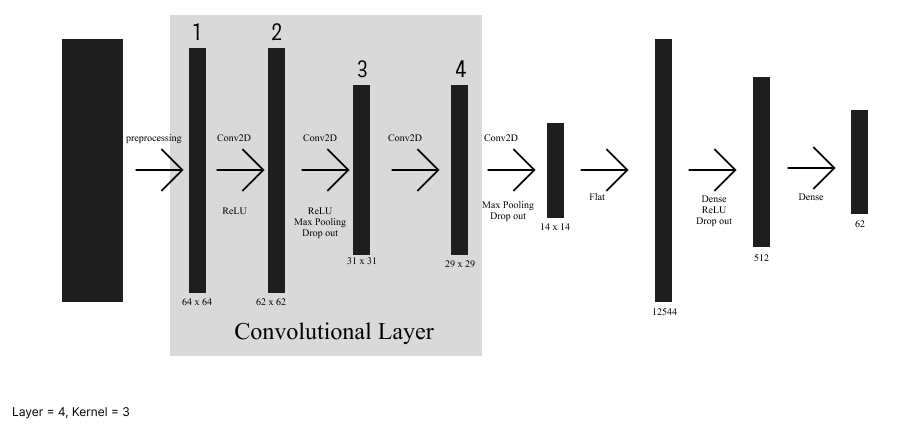 1
2
3
4
preprocessing
Conv2D
Conv2D
Conv2D
Conv2D
ReLU
ReLU
Max Pooling
Drop out
Max Pooling
Drop out
Flat
Dense
ReLU
Drop out
Dense
64 x 64
62 x 62
31 x 31
29 x 29
14 x 14
12544
512
62
Convolutional Layer
Layer = 4, Kernel = 3